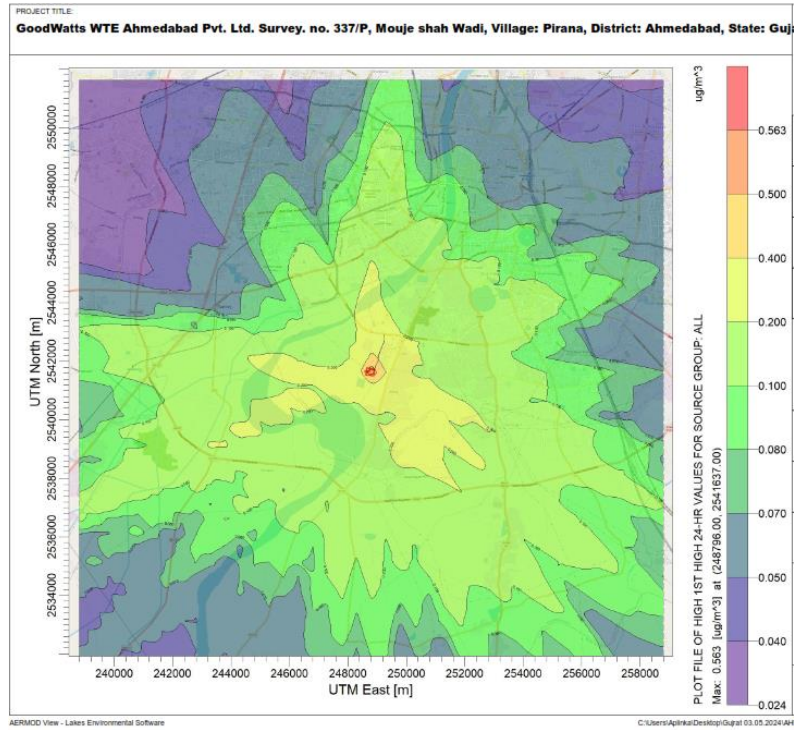 PROJECT TITLE:
GoodWatts WTE Ahmedabad Pvt. Ltd. Survey. no. 337/P, Mouje shah Wadi, Village: Pirana, District: Ahmedabad, State: Guj
ug/m^3
0.563
0.500
0.400
0.200
0.100
0.080
0.070
0.050
0.040
0.024
PLOT FILE OF HIGH 1ST HIGH 24-HR VALUES FOR SOURCE GROUP: ALL
Max: 0.563 [ug/m^3] at (248796.00, 2541637.00)
UTM North [m]
2550000
2548000
2546000
2544000
2542000
2540000
2538000
2536000
2534000
240000 242000 244000 246000 248000 250000 252000 254000 256000 258000
UTM East [m]
AERMOD View - Lakes Environmental Software
C:\Users\Aplinka\Desktop\Gujrat 03.05.2024\AH